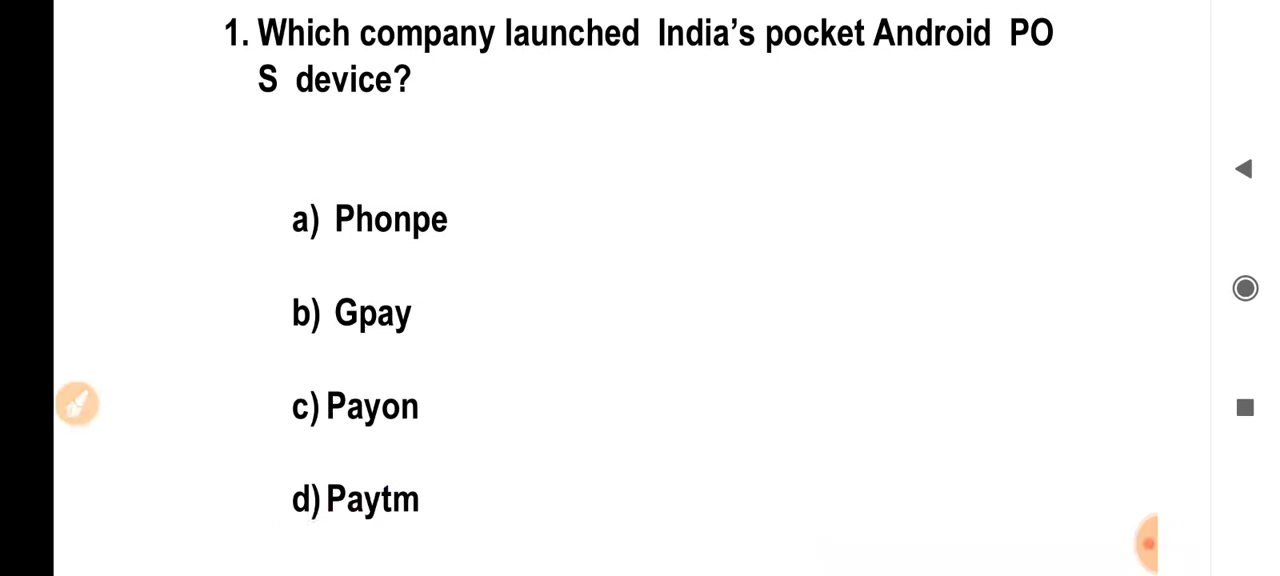 1. Which company launched India’s pocket Android PO
S device?
a) Phonpe
b) Gpay
c) Payon
d) Paytm